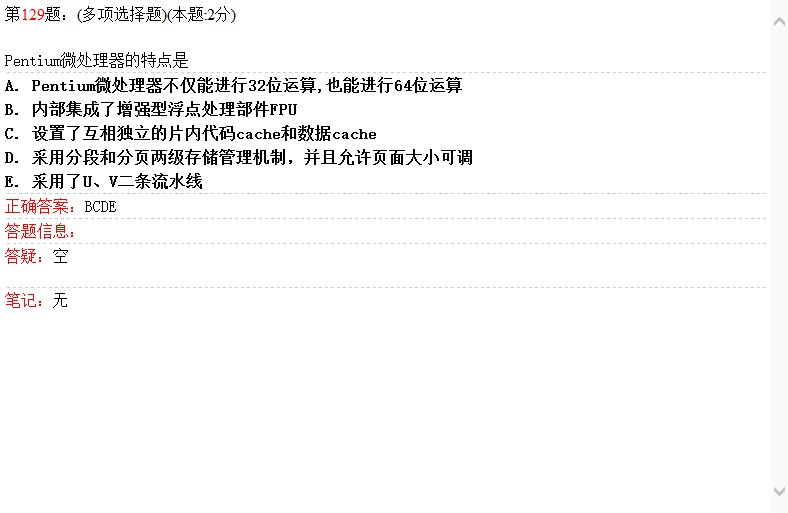 第129题: (多项选择题)(本题:2分)
Pentium微处理器的特点是
A. Pentium微处理器不仅能进行32位运算,也能进行64位运算
B. 内部集成了增强型浮点处理部件FPU
C. 设置了互相独立的片内代码cache和数据cache
D. 采用分段和分页两级存储管理机制，并且允许页面大小可调
E. 采用了U、V二条流水线
正确答案：BCDE
答题信息：
答疑：空
笔记：无